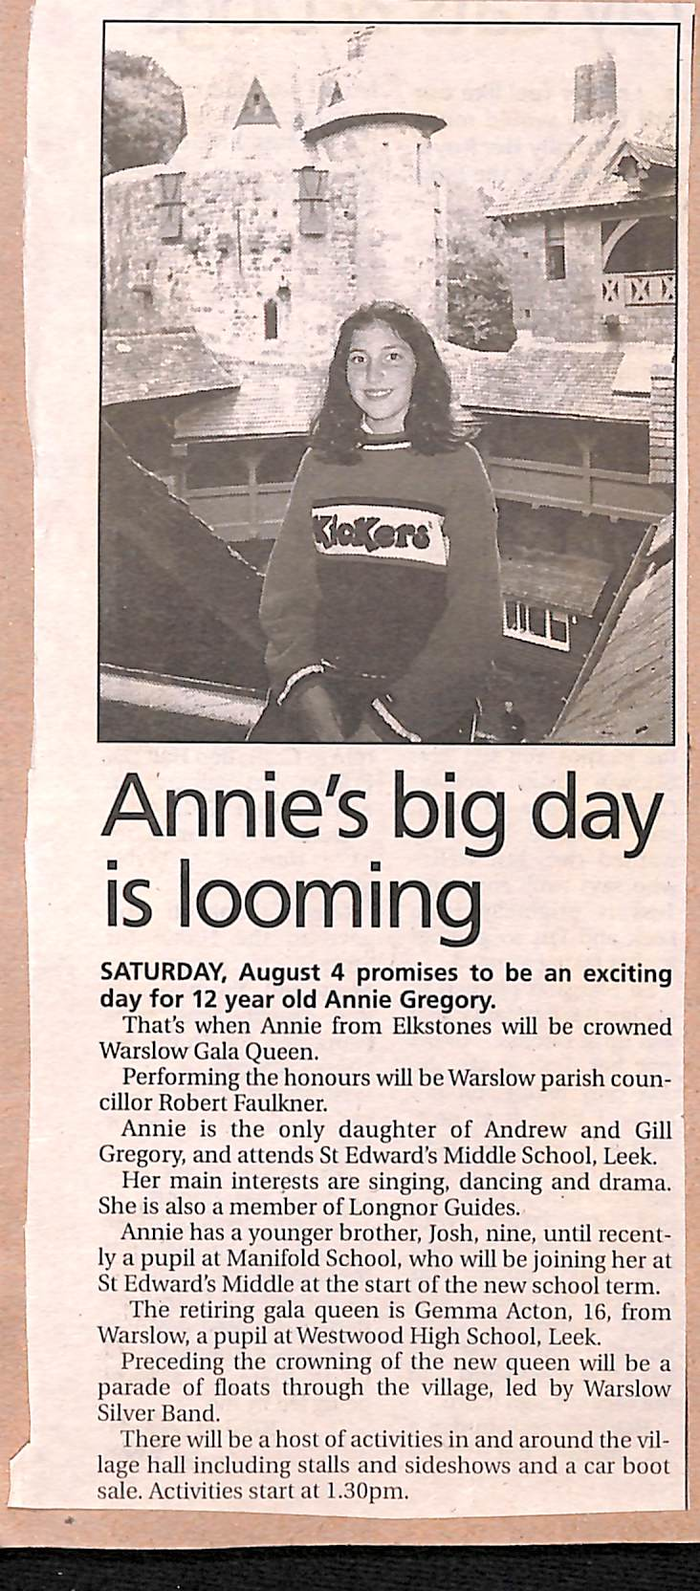 KicKers
Annie's big day
is looming
SATURDAY, August 4 promises to be an exciting
day for 12 year old Annie Gregory.
That's when Annie from Elkstones will be crowned
Warslow Gala Queen.
Performing the honours will be Warslow parish coun-
cillor Robert Faulkner.
Annie is the only daughter of Andrew and Gill
Gregory, and attends St Edward's Middle School, Leek.
Her main interests are singing, dancing and drama.
She is also a member of Longnor Guides.
Annie has a younger brother, Josh, nine, until recent-
ly a pupil at Manifold School, who will be joining her at
St Edward's Middle at the start of the new school term.
The retiring gala queen is Gemma Acton, 16, from
Warslow, a pupil at Westwood High School, Leek.
Preceding the crowning of the new queen will be a
parade of floats through the village, led by Warslow
Silver Band.
There will be a host of activities in and around the vil-
lage hall including stalls and sideshows and a car boot
sale. Activities start at 1.30pm.